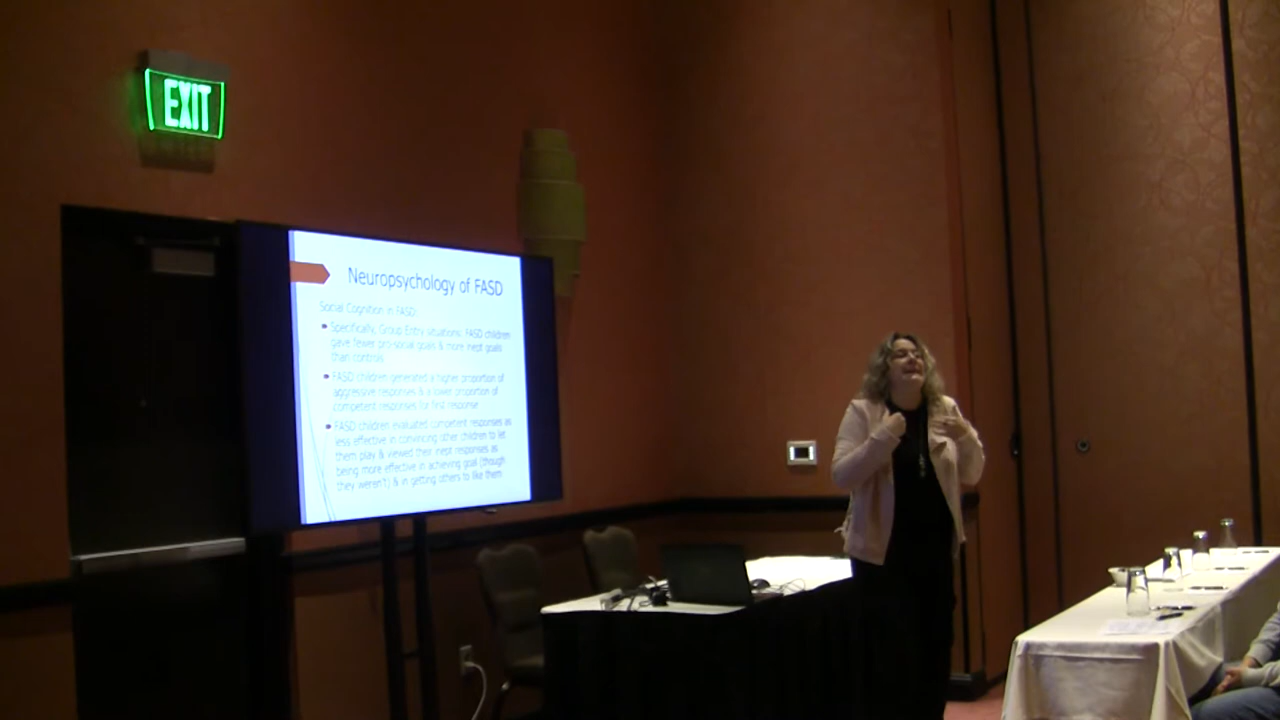 EXIT
Neuropsychology of FASD
Social Cognition in FASD:
Specifically, Group Entry situations: FASD children
gave fewer pro-social goals & more inept goals
than controls
FASD children generated a higher proportion of
aggressive responses & a lower proportion of
competent responses for first response
FASD children evaluated competent responses as
less effective in convincing other children to let
them play & viewed their inept responses as
being more effective in achieving goal (though
they weren't) & in getting others to like them